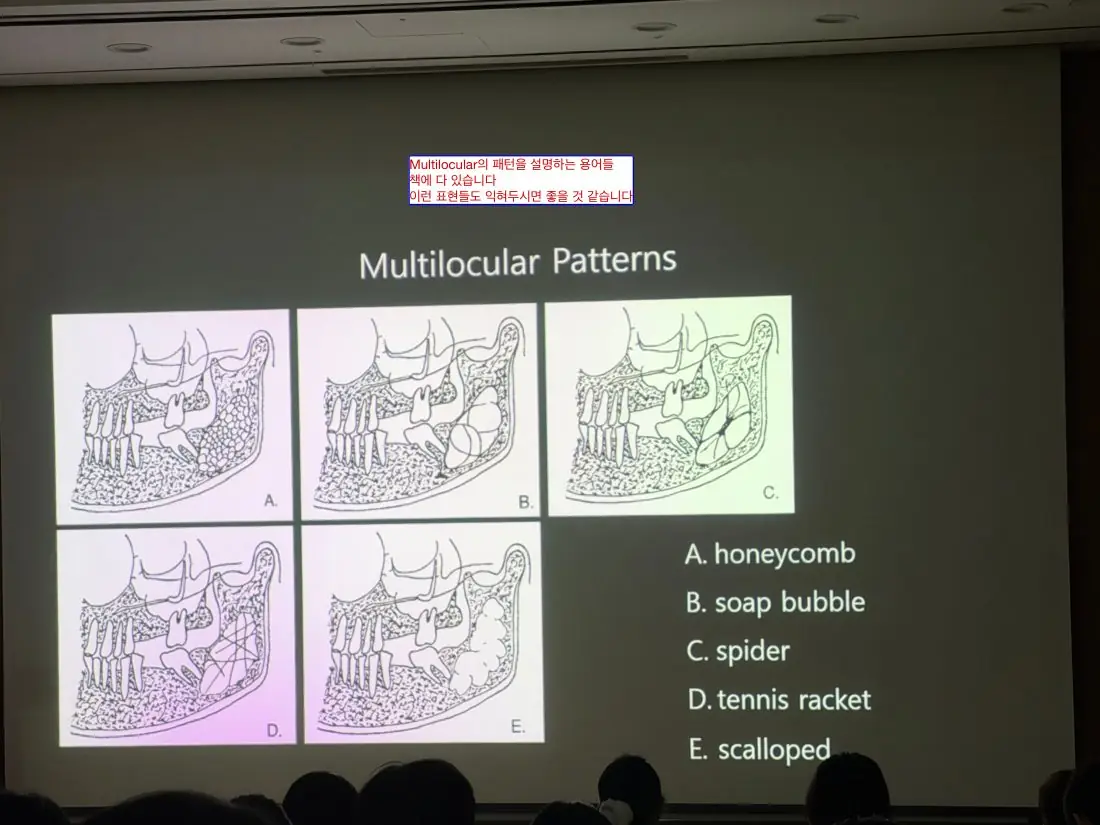 Multilocular의 패턴을 설명하는 용어들
책에 다 있습니다
이런 표현들도 익혀두시면 좋을 것 같습니다
Multilocular Patterns
A.
B.
C.
D.
E.
A. honeycomb
B. soap bubble
C. spider
D. tennis racket
E. scalloped